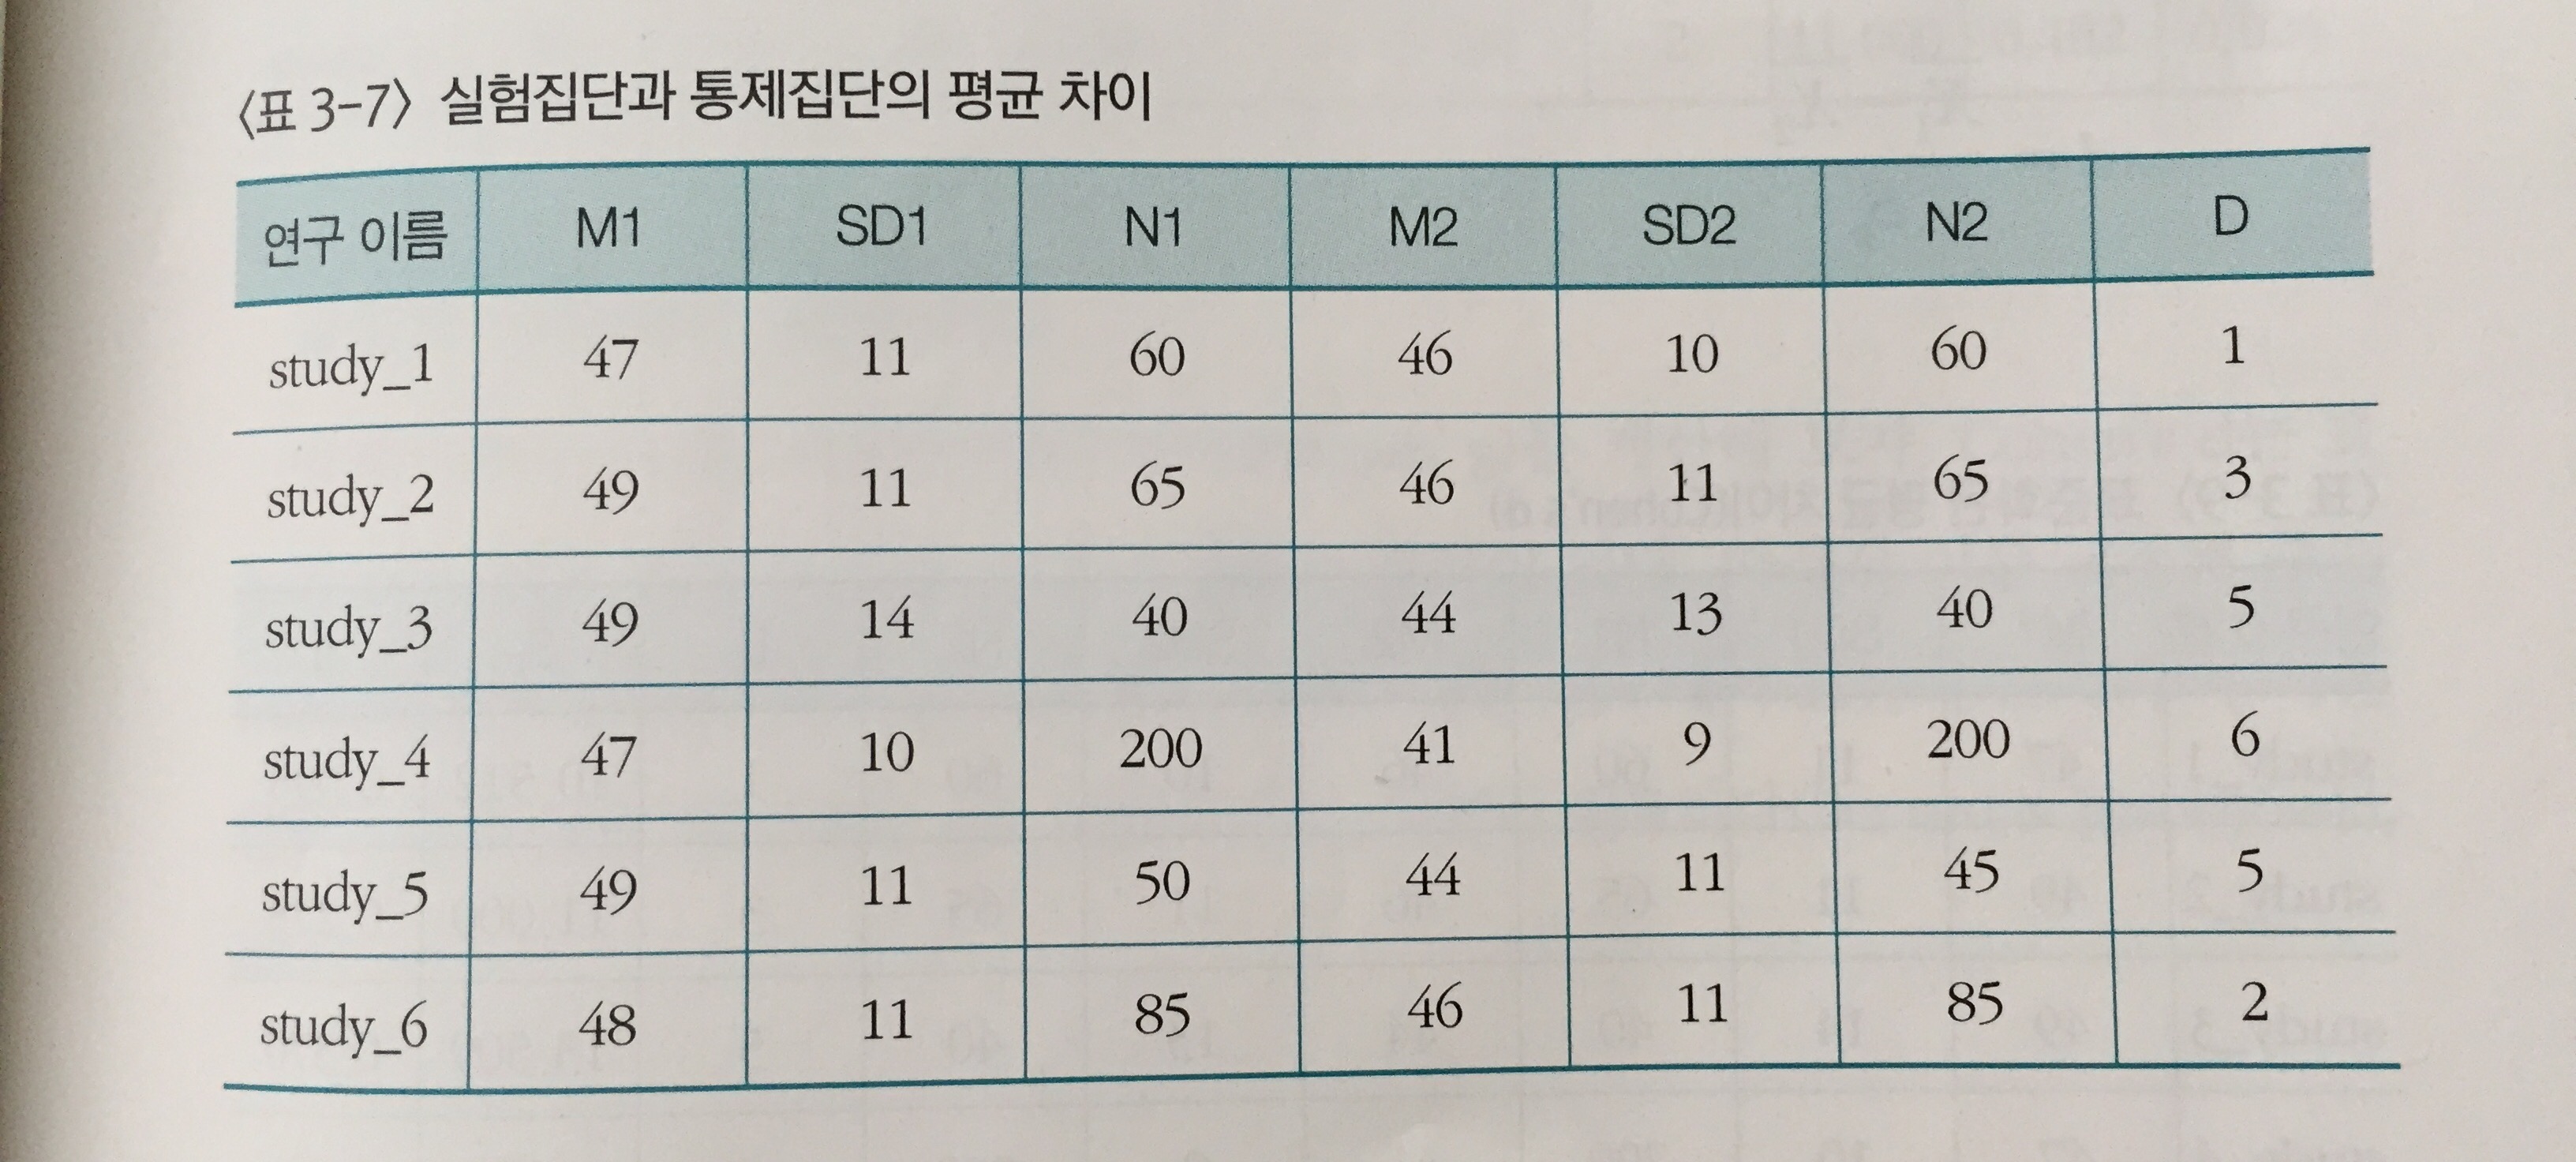 〈표 3-7〉 실험집단과 통제집단의 평균 차이
연구 이름 M1 SD1 N1 M2 SD2 N2 D
study_1 47 11 60 46 10 60 1
study_2 49 11 65 46 11 65 3
study_3 49 14 40 44 13 40 5
study_4 47 10 200 41 9 200 6
study_5 49 11 50 44 11 45 5
study_6 48 11 85 46 11 85 2